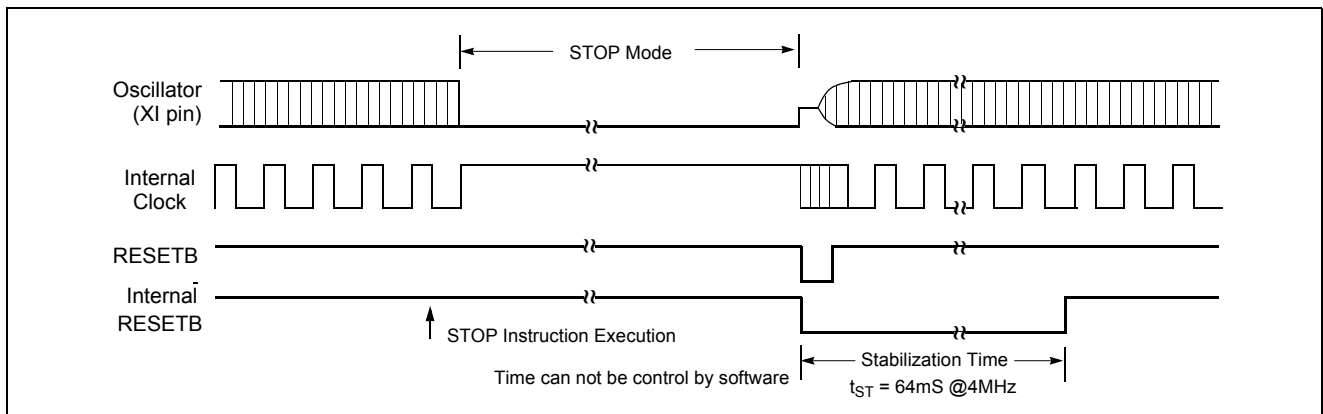 STOP Mode
Oscillator
(XI pin)
Internal
Clock
RESETB
Internal
RESETB
STOP Instruction Execution
Time can not be control by software
Stabilization Time
tST = 64mS @4MHz